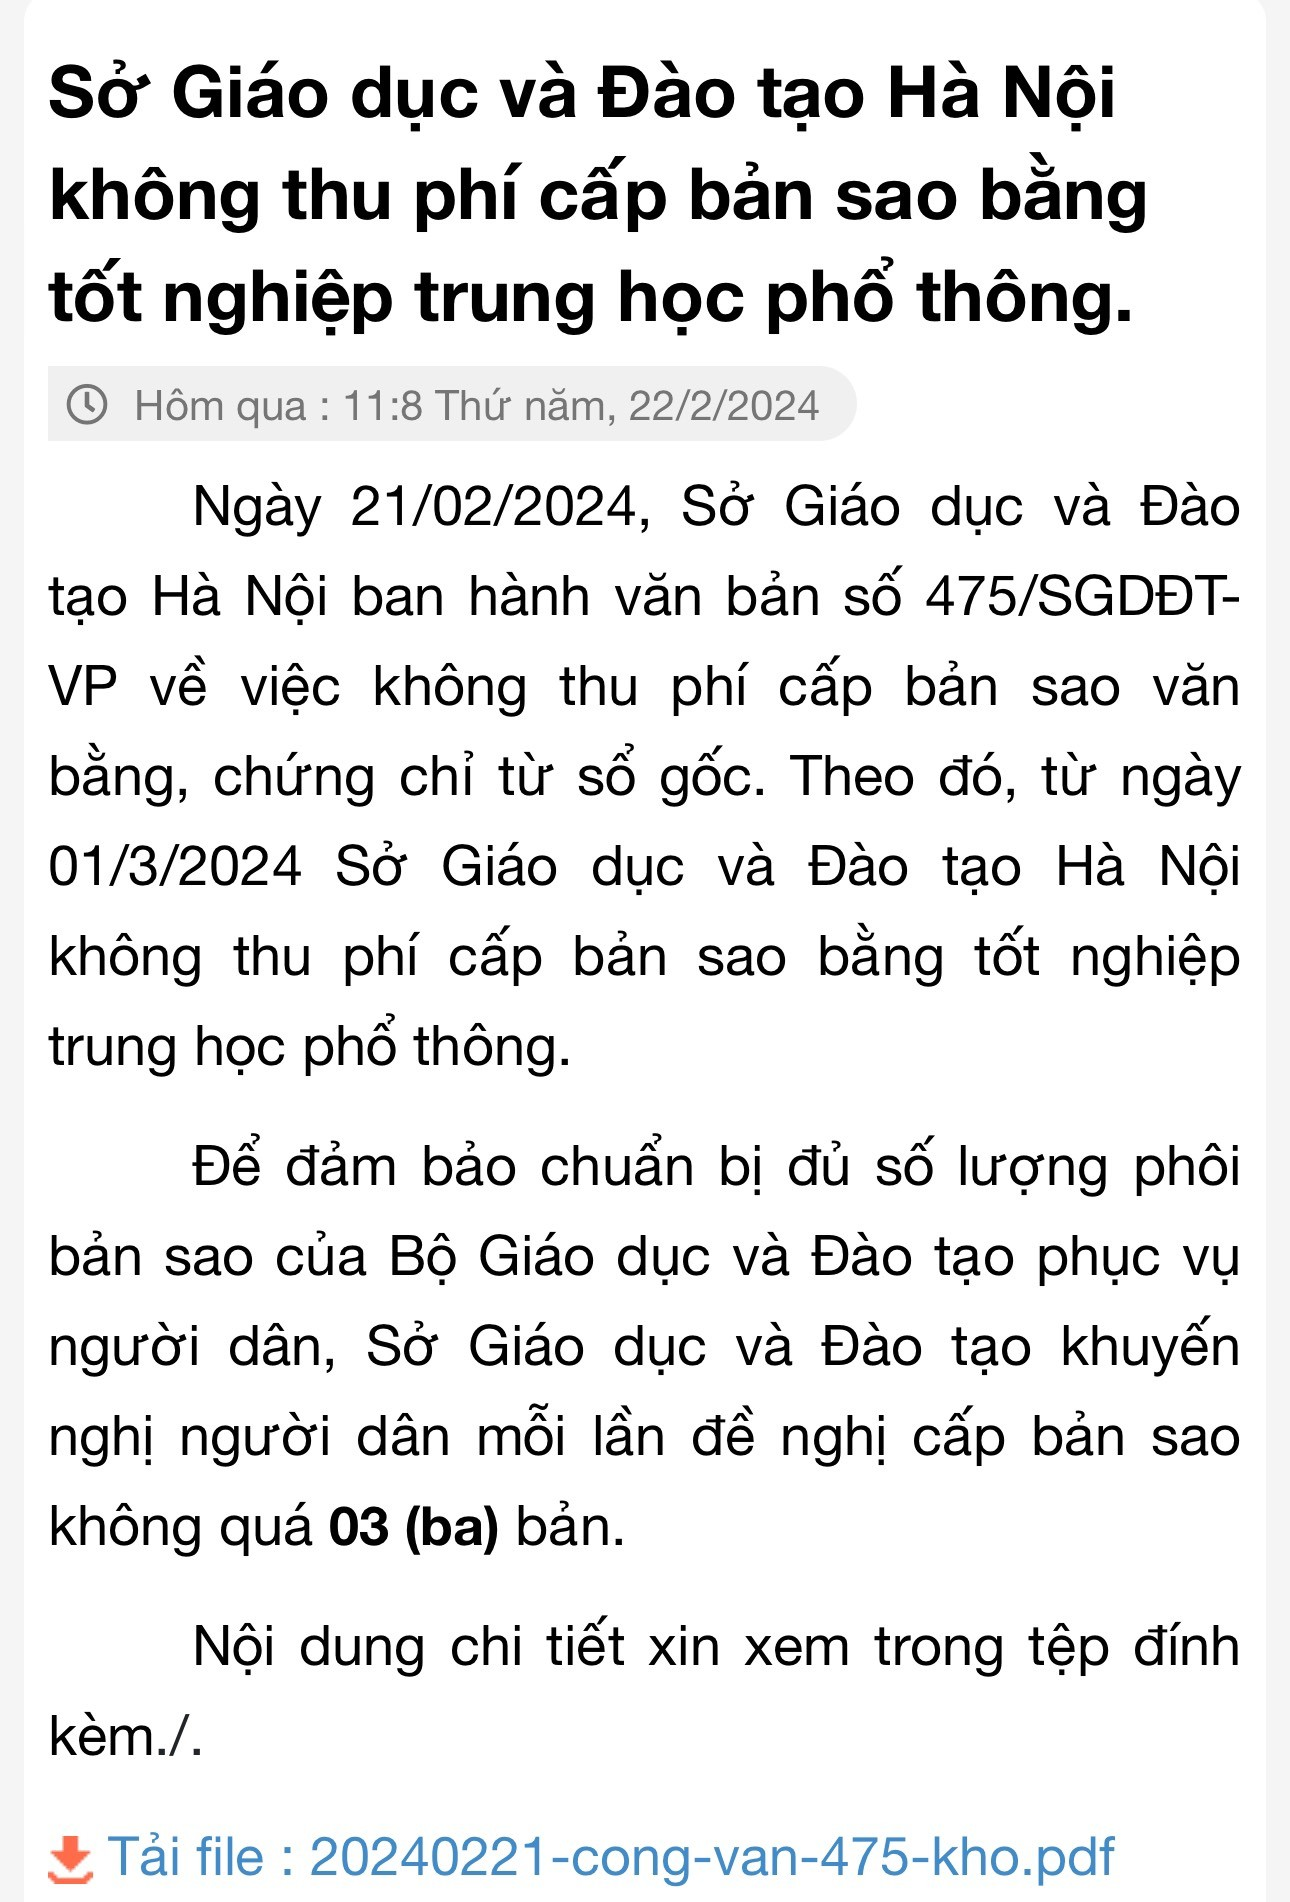 Sở Giáo dục và Đào tạo Hà Nội
không thu phí cấp bản sao bằng
tốt nghiệp trung học phổ thông.
Hôm qua : 11:8 Thứ năm, 22/2/2024
Ngày 21/02/2024, Sở Giáo dục và Đào
tạo Hà Nội ban hành văn bản số 475/SGDĐT-
VP về việc không thu phí cấp bản sao văn
bằng, chứng chỉ từ sổ gốc. Theo đó, từ ngày
01/3/2024 Sở Giáo dục và Đào tạo Hà Nội
không thu phí cấp bản sao bằng tốt nghiệp
trung học phổ thông.
Để đảm bảo chuẩn bị đủ số lượng phôi
bản sao của Bộ Giáo dục và Đào tạo phục vụ
người dân, Sở Giáo dục và Đào tạo khuyến
nghị người dân mỗi lần đề nghị cấp bản sao
không quá 03 (ba) bản.
Nội dung chi tiết xin xem trong tệp đính
kèm./.
Tải file : 20240221-cong-van-475-kho.pdf